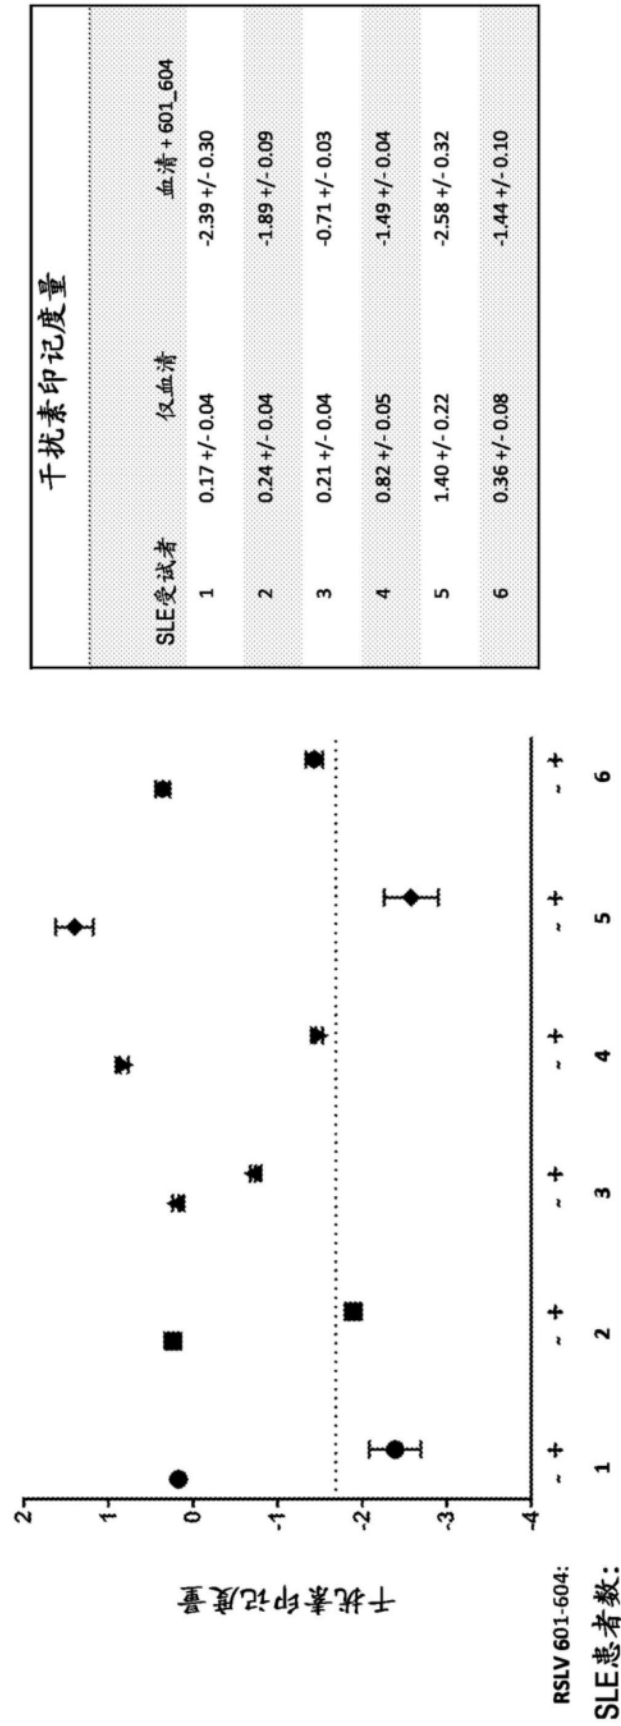 干扰素印记度量
2
1
0
-1
-2
-3
-4
RSLV 601-604:
~ + ~ + ~ + ~ + ~ + ~ +
SLE患者数:
1 2 3 4 5 6
干扰素印记度量
SLE受试者 仅血清 血清 + 601_604
1 0.17 +/- 0.04 -2.39 +/- 0.30
2 0.24 +/- 0.04 -1.89 +/- 0.09
3 0.21 +/- 0.04 -0.71 +/- 0.03
4 0.82 +/- 0.05 -1.49 +/- 0.04
5 1.40 +/- 0.22 -2.58 +/- 0.32
6 0.36 +/- 0.08 -1.44 +/- 0.10